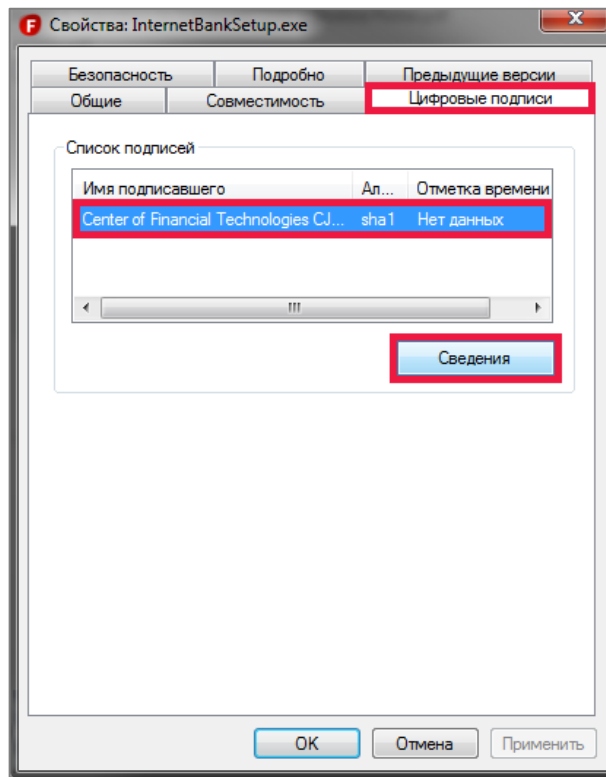 Свойства: InternetBankSetup.exe
Безопасность Подробно Предыдущие версии
Общие Совместимость Цифровые подписи
Список подписей
Имя подписавшего Ал... Отметка времени
Center of Financial Technologies CJ... sha1 Нет данных
Сведения
OK Отмена Применить